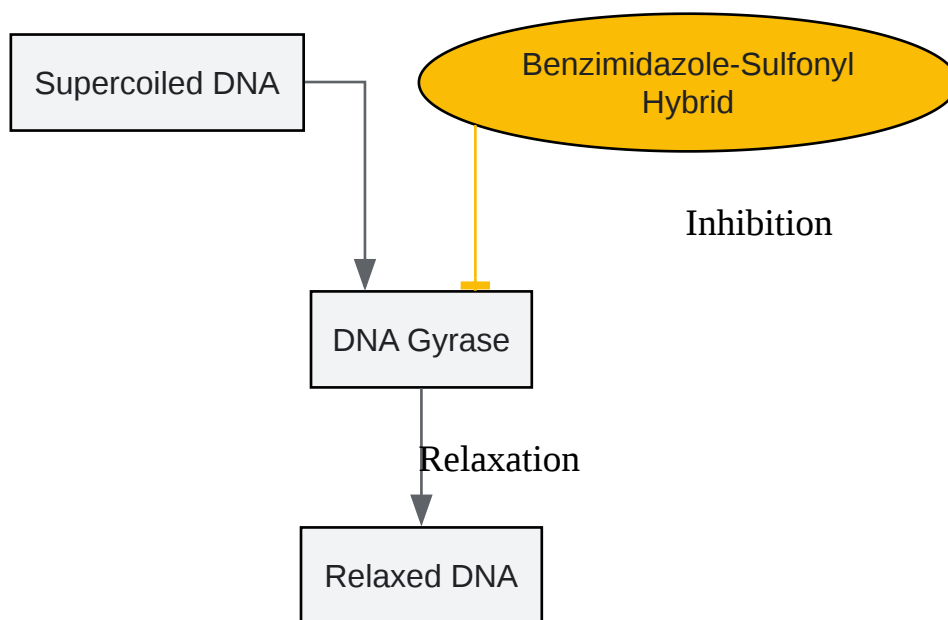 Supercoiled DNA
Benzimidazole-Sulfonyl
Hybrid
Inhibition
DNA Gyrase
Relaxation
Relaxed DNA